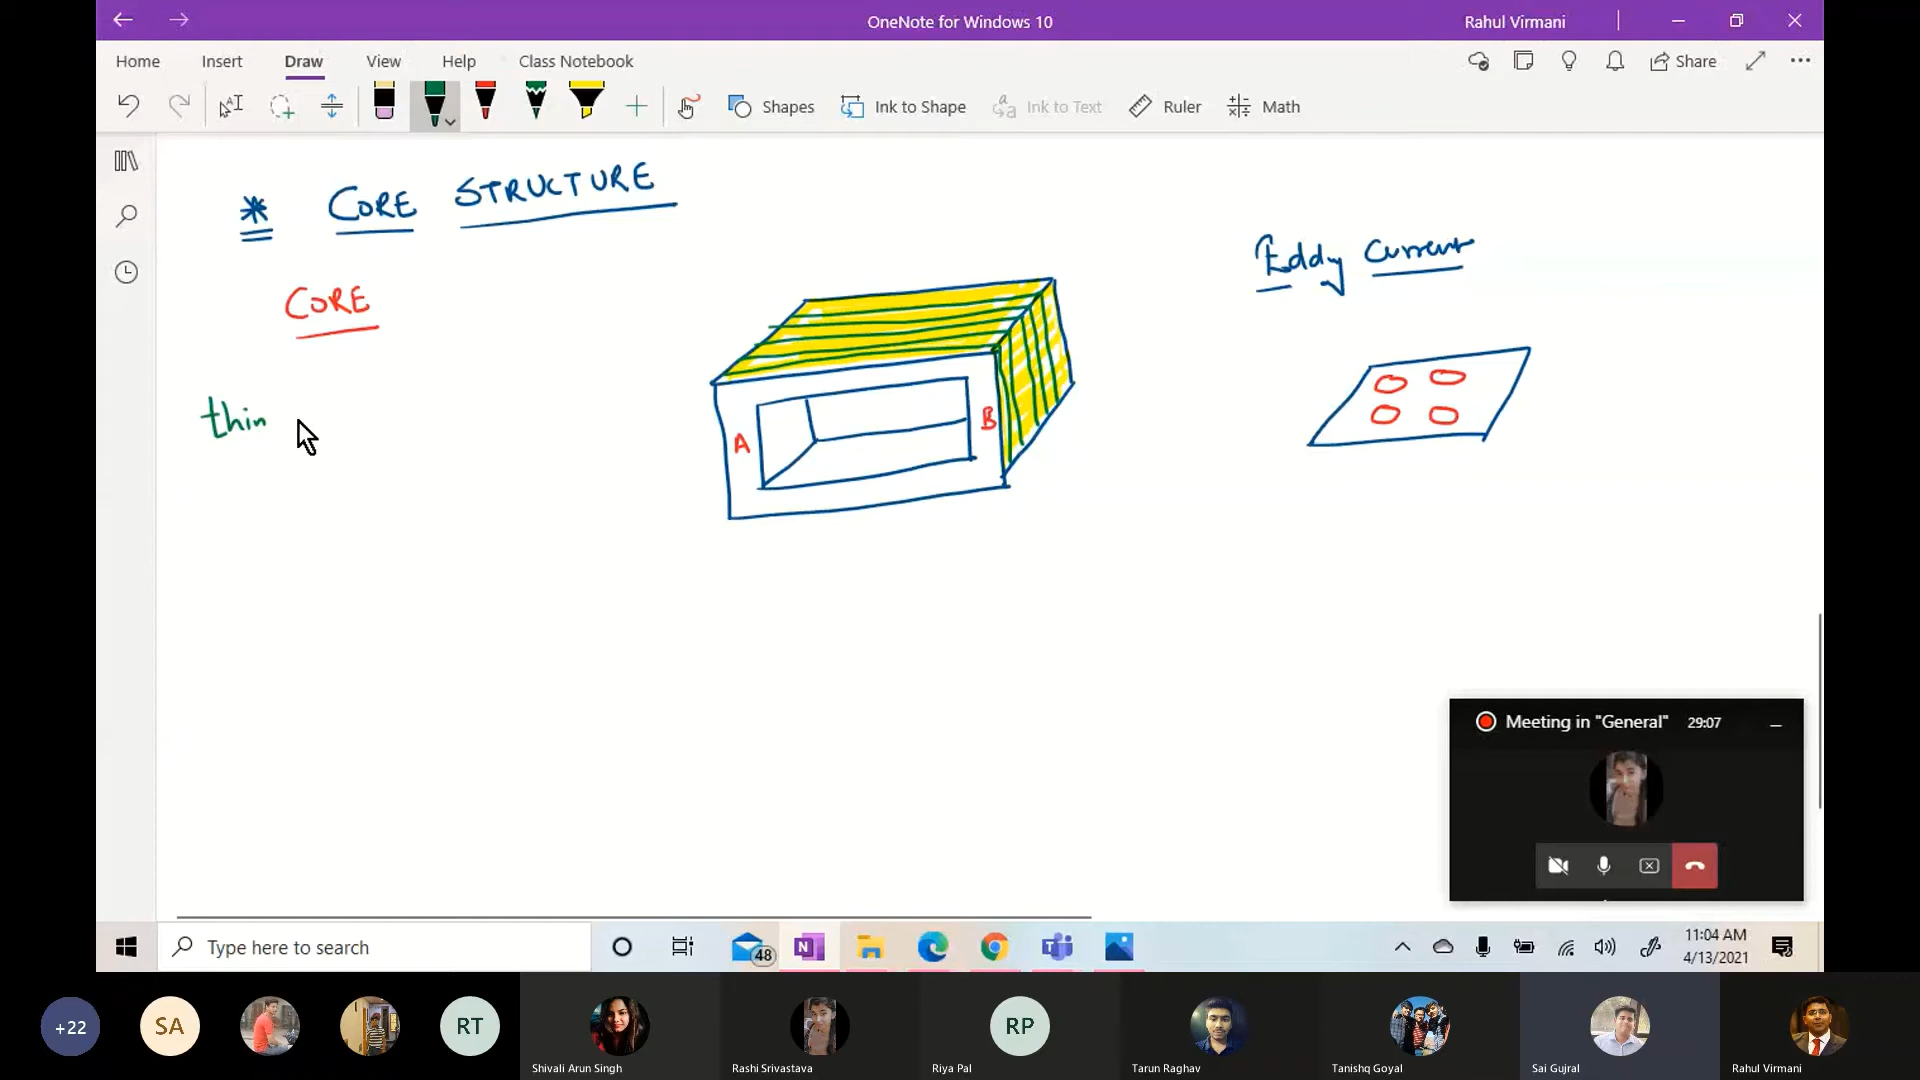 OneNote for Windows 10
Rahul Virmani
Home Insert Draw View Help Class Notebook
Share
Shapes Ink to Shape Ink to Text Ruler Math
* CORE STRUCTURE
Eddy Current
CORE
thin
A B
Meeting in "General" 29:07
Type here to search
48
11:04 AM
4/13/2021
+22 SA RT RP
Shivali Arun Singh Rashi Srivastava Riya Pal Tarun Raghav Tanishq Goyal Sai Gujral Rahul Virmani